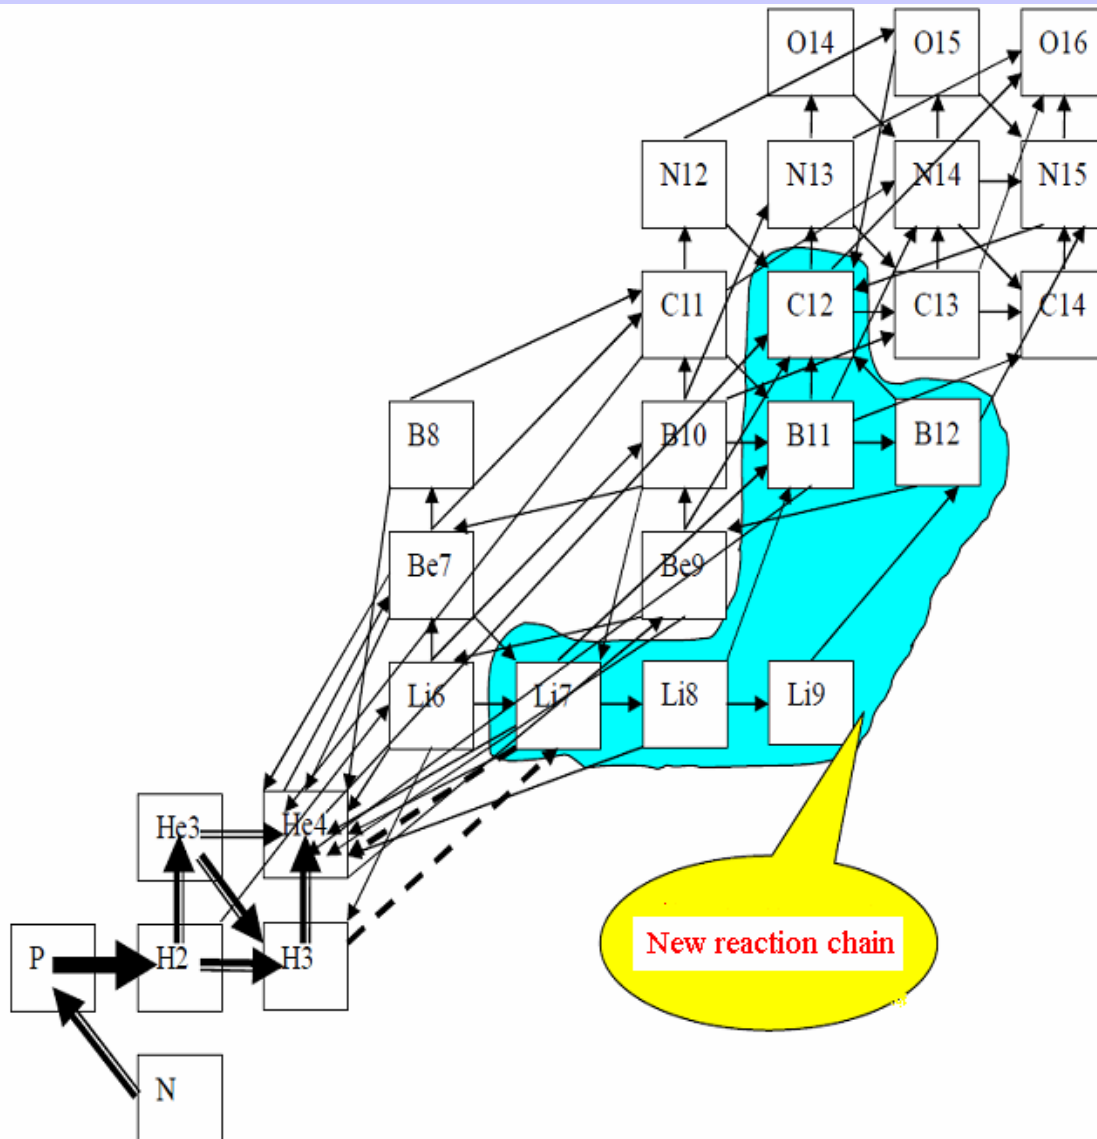 O14 O15 O16
N12 N13 N14 N15
C11 C12 C13 C14
B8 B10 B11 B12
Be7 Be9
Li6 Li7 Li8 Li9
He3 He4
P H2 H3
N
New reaction chain